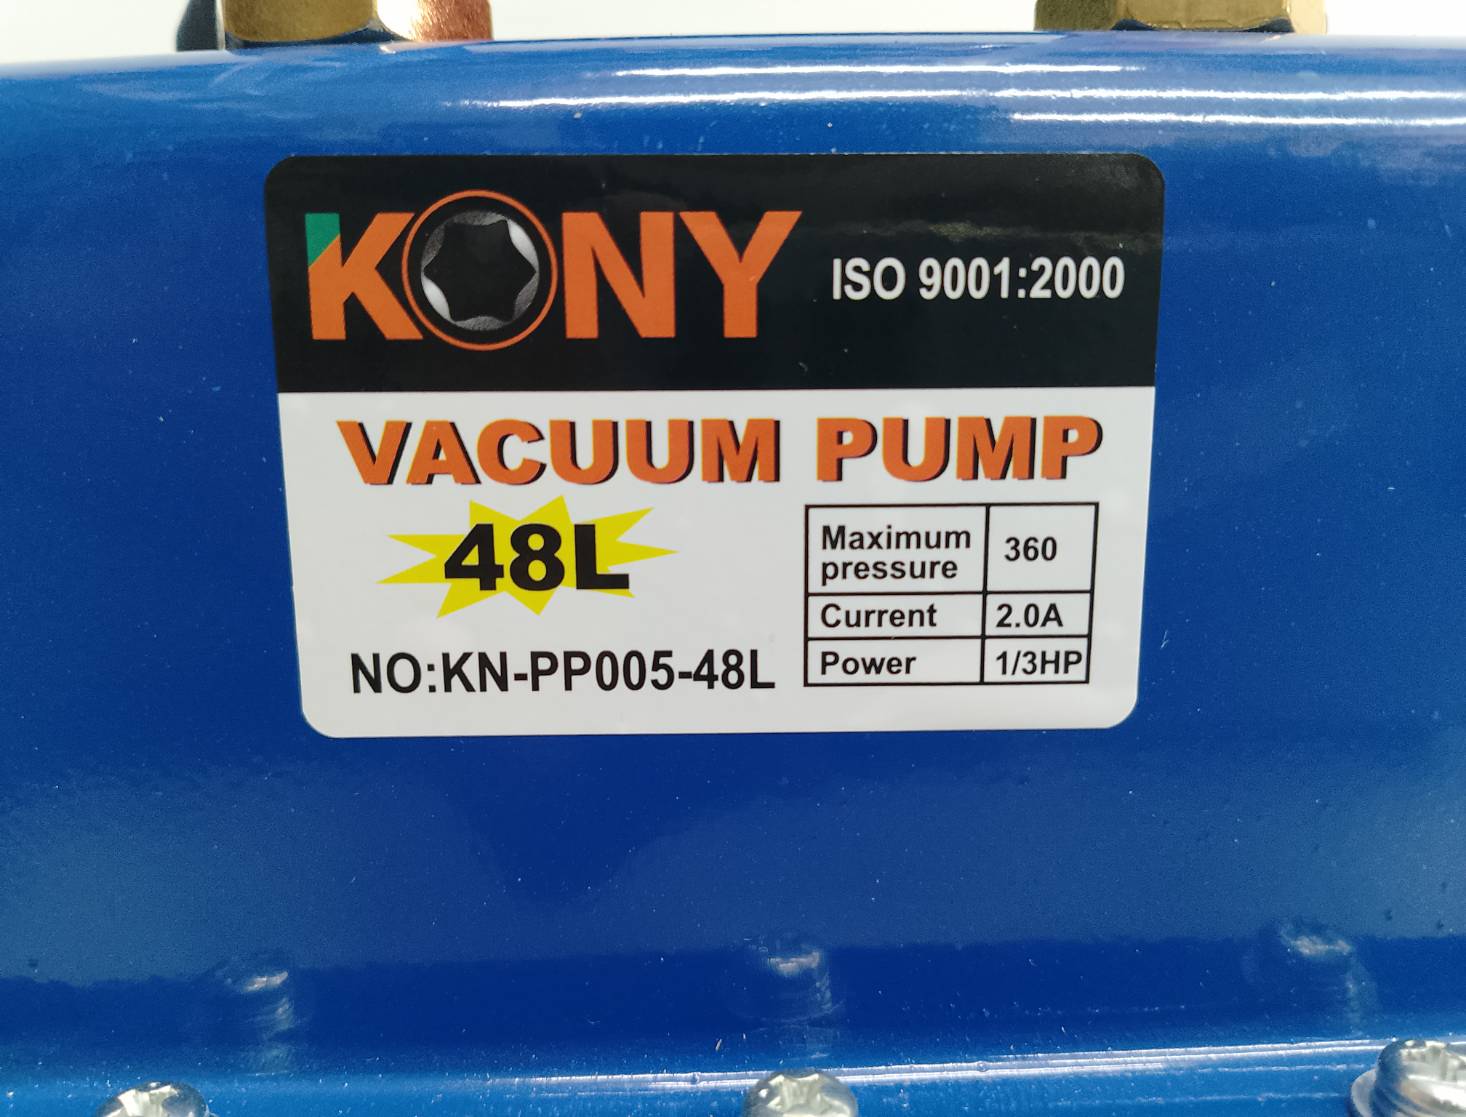 KONY ISO 9001:2000
VACUUM PUMP
48L
NO:KN-PP005-48L
Maximum pressure 360
Current 2.0A
Power 1/3HP